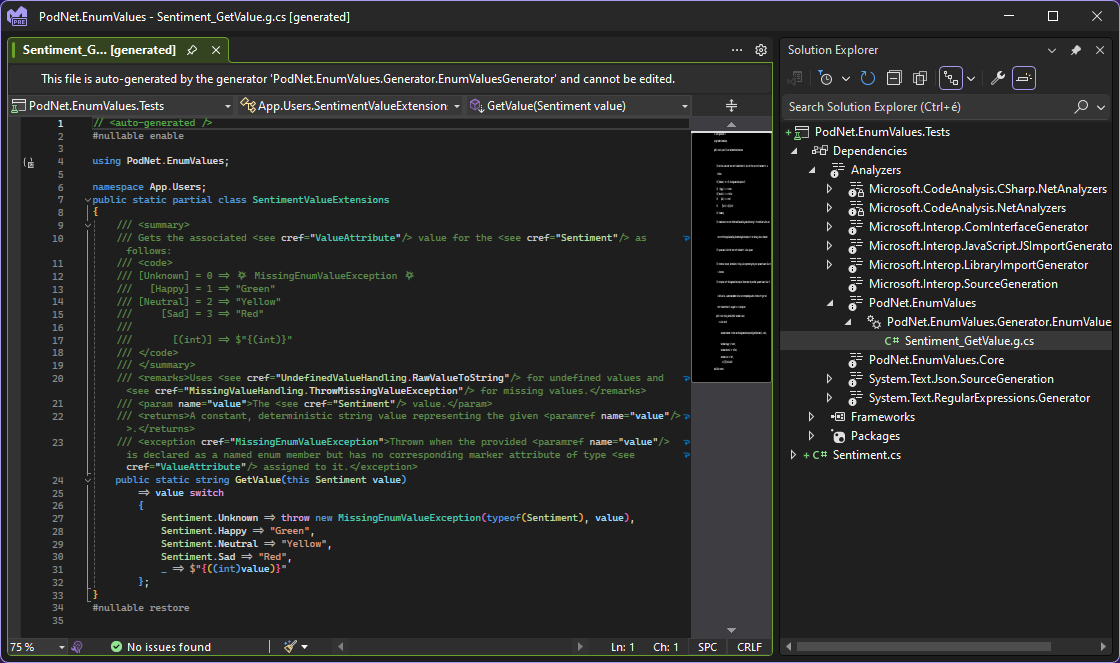 PodNet.EnumValues - Sentiment_GetValue.g.cs [generated]
Sentiment_G... [generated]
This file is auto-generated by the generator 'PodNet.EnumValues.Generator.EnumValuesGenerator' and cannot be edited.
PodNet.EnumValues.Tests
App.Users.SentimentValueExtension
GetValue(Sentiment value)
1 // <auto-generated />
2 #nullable enable
3
4 using PodNet.EnumValues;
5
6 namespace App.Users;
7 public static partial class SentimentValueExtensions
8 {
9 /// <summary>
10 /// Gets the associated <see cref="ValueAttribute"/> value for the <see cref="Sentiment"/> as
follows:
11 /// <code>
12 /// [Unknown] = 0 => 💥 MissingEnumValueException 💥
13 /// [Happy] = 1 => "Green"
14 /// [Neutral] = 2 => "Yellow"
15 /// [Sad] = 3 => "Red"
16 ///
17 /// [(int)] => $"{(int)}"
18 /// </code>
19 /// </summary>
20 /// <remarks>Uses <see cref="UndefinedValueHandling.RawValueToString"/> for undefined values and
<see cref="MissingValueHandling.ThrowMissingValueException"/> for missing values.</remarks>
21 /// <param name="value">The <see cref="Sentiment"/> value.</param>
22 /// <returns>A constant, deterministic string value representing the given <paramref name="value"/>
>.</returns>
23 /// <exception cref="MissingEnumValueException">Thrown when the provided <paramref name="value"/>
is declared as a named enum member but has no corresponding marker attribute of type <see
cref="ValueAttribute"/> assigned to it.</exception>
24 public static string GetValue(this Sentiment value)
25 => value switch
26 {
27 Sentiment.Unknown => throw new MissingEnumValueException(typeof(Sentiment), value),
28 Sentiment.Happy => "Green",
29 Sentiment.Neutral => "Yellow",
30 Sentiment.Sad => "Red",
31 _ => $"{((int)value)}"
32 };
33 }
34 #nullable restore
35
75 %
No issues found
Ln: 1 Ch: 1 SPC CRLF
Solution Explorer
Search Solution Explorer (Ctrl+é)
PodNet.EnumValues.Tests
Dependencies
Analyzers
Microsoft.CodeAnalysis.CSharp.NetAnalyzers
Microsoft.CodeAnalysis.NetAnalyzers
Microsoft.Interop.ComInterfaceGenerator
Microsoft.Interop.JavaScript.JSImportGenerato
Microsoft.Interop.LibraryImportGenerator
Microsoft.Interop.SourceGeneration
PodNet.EnumValues
PodNet.EnumValues.Generator.EnumValue
C# Sentiment_GetValue.g.cs
PodNet.EnumValues.Core
System.Text.Json.SourceGeneration
System.Text.RegularExpressions.Generator
Frameworks
Packages
+ C# Sentiment.cs